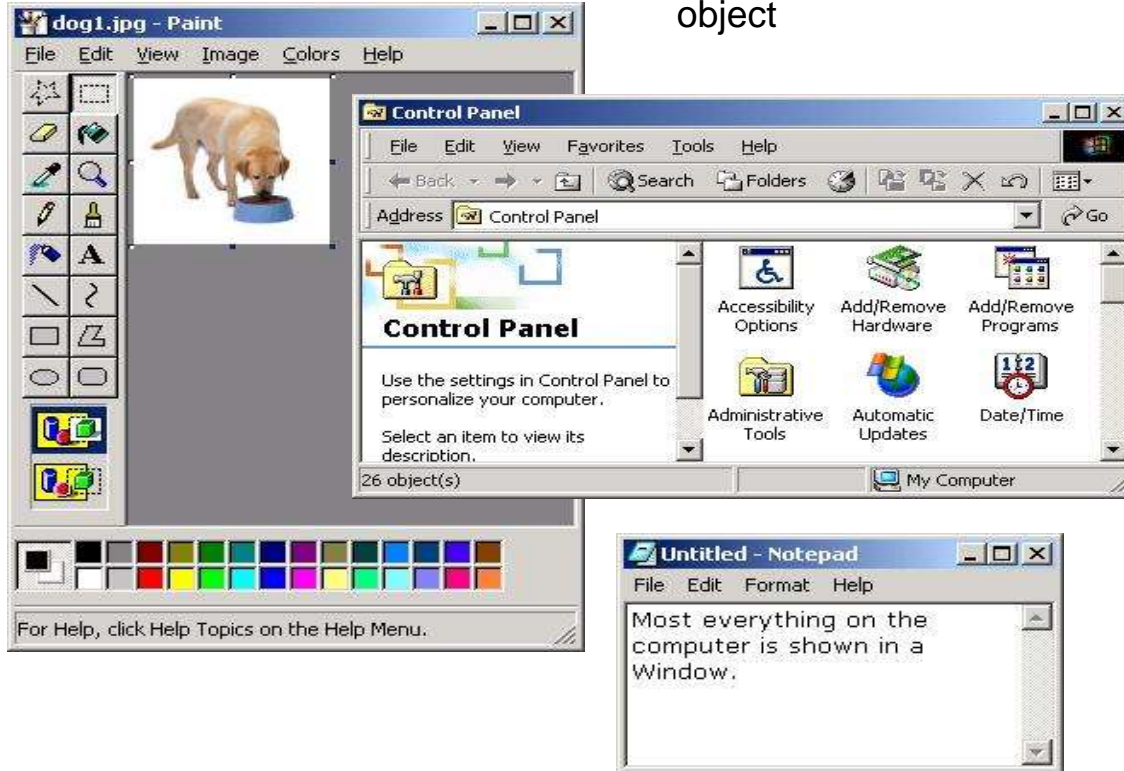 object
dog1.jpg - Paint
File Edit View Image Colors Help
A
For Help, click Help Topics on the Help Menu.
Control Panel
File Edit View Favorites Tools Help
Back Search Folders
Address Control Panel Go
Control Panel
Use the settings in Control Panel to
personalize your computer.
Select an item to view its
description.
Accessibility
Options
Add/Remove
Hardware
Add/Remove
Programs
Administrative
Tools
Automatic
Updates
12
Date/Time
26 object(s)
My Computer
Untitled - Notepad
File Edit Format Help
Most everything on the
computer is shown in a
Window.